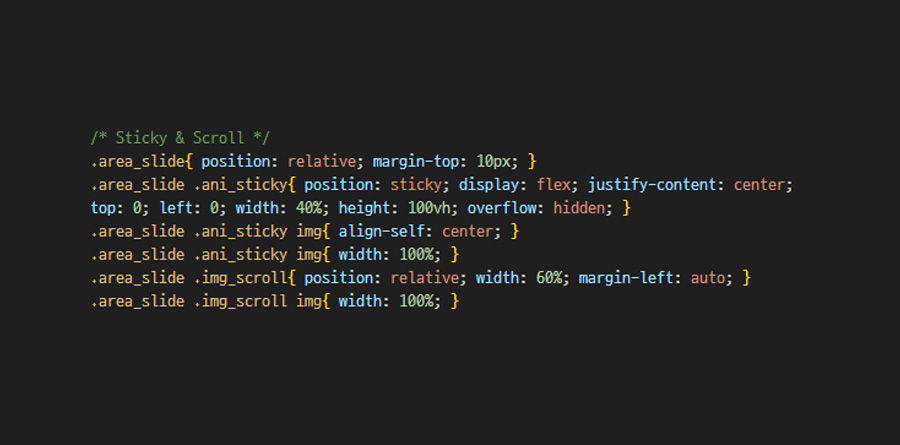 /* Sticky & Scroll */
.area_slide{ position: relative; margin-top: 10px; }
.area_slide .ani_sticky{ position: sticky; display: flex; justify-content: center;
top: 0; left: 0; width: 40%; height: 100vh; overflow: hidden; }
.area_slide .ani_sticky img{ align-self: center; }
.area_slide .ani_sticky img{ width: 100%; }
.area_slide .img_scroll{ position: relative; width: 60%; margin-left: auto; }
.area_slide .img_scroll img{ width: 100%; }